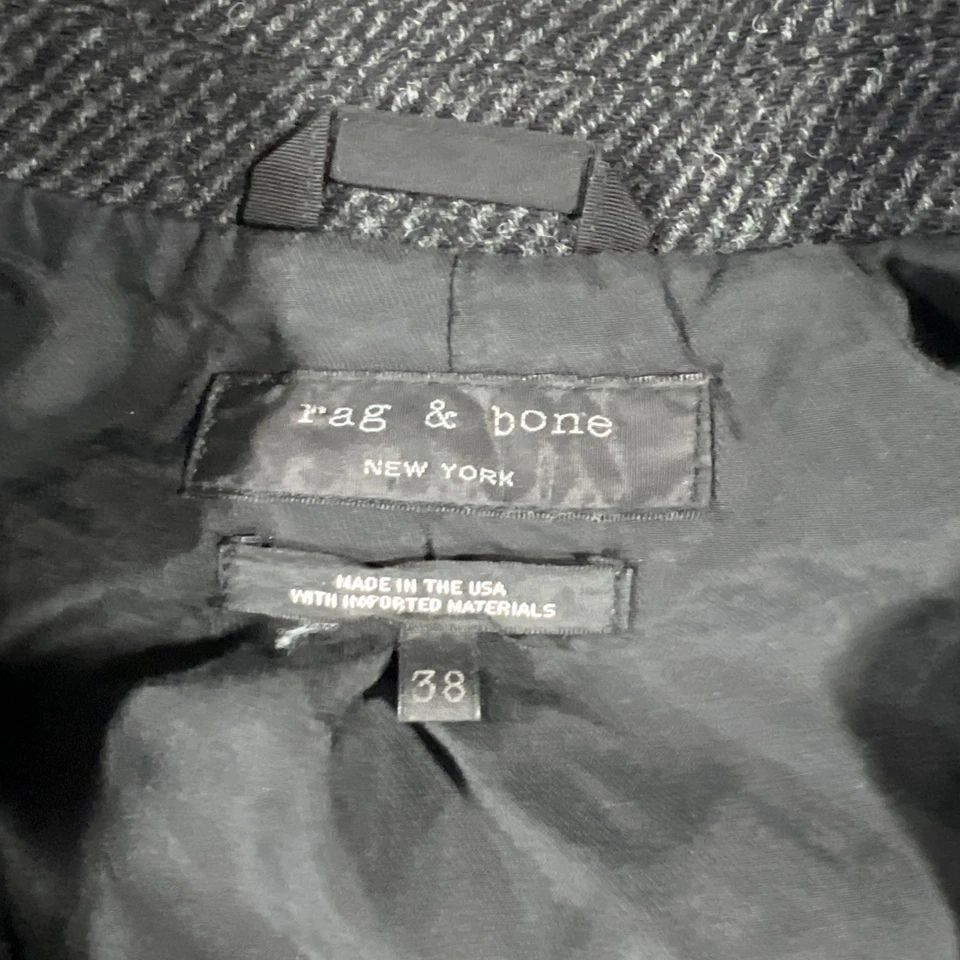 rag & bone
NEW YORK
MADE IN THE USA
WITH IMPORTED MATERIALS
38